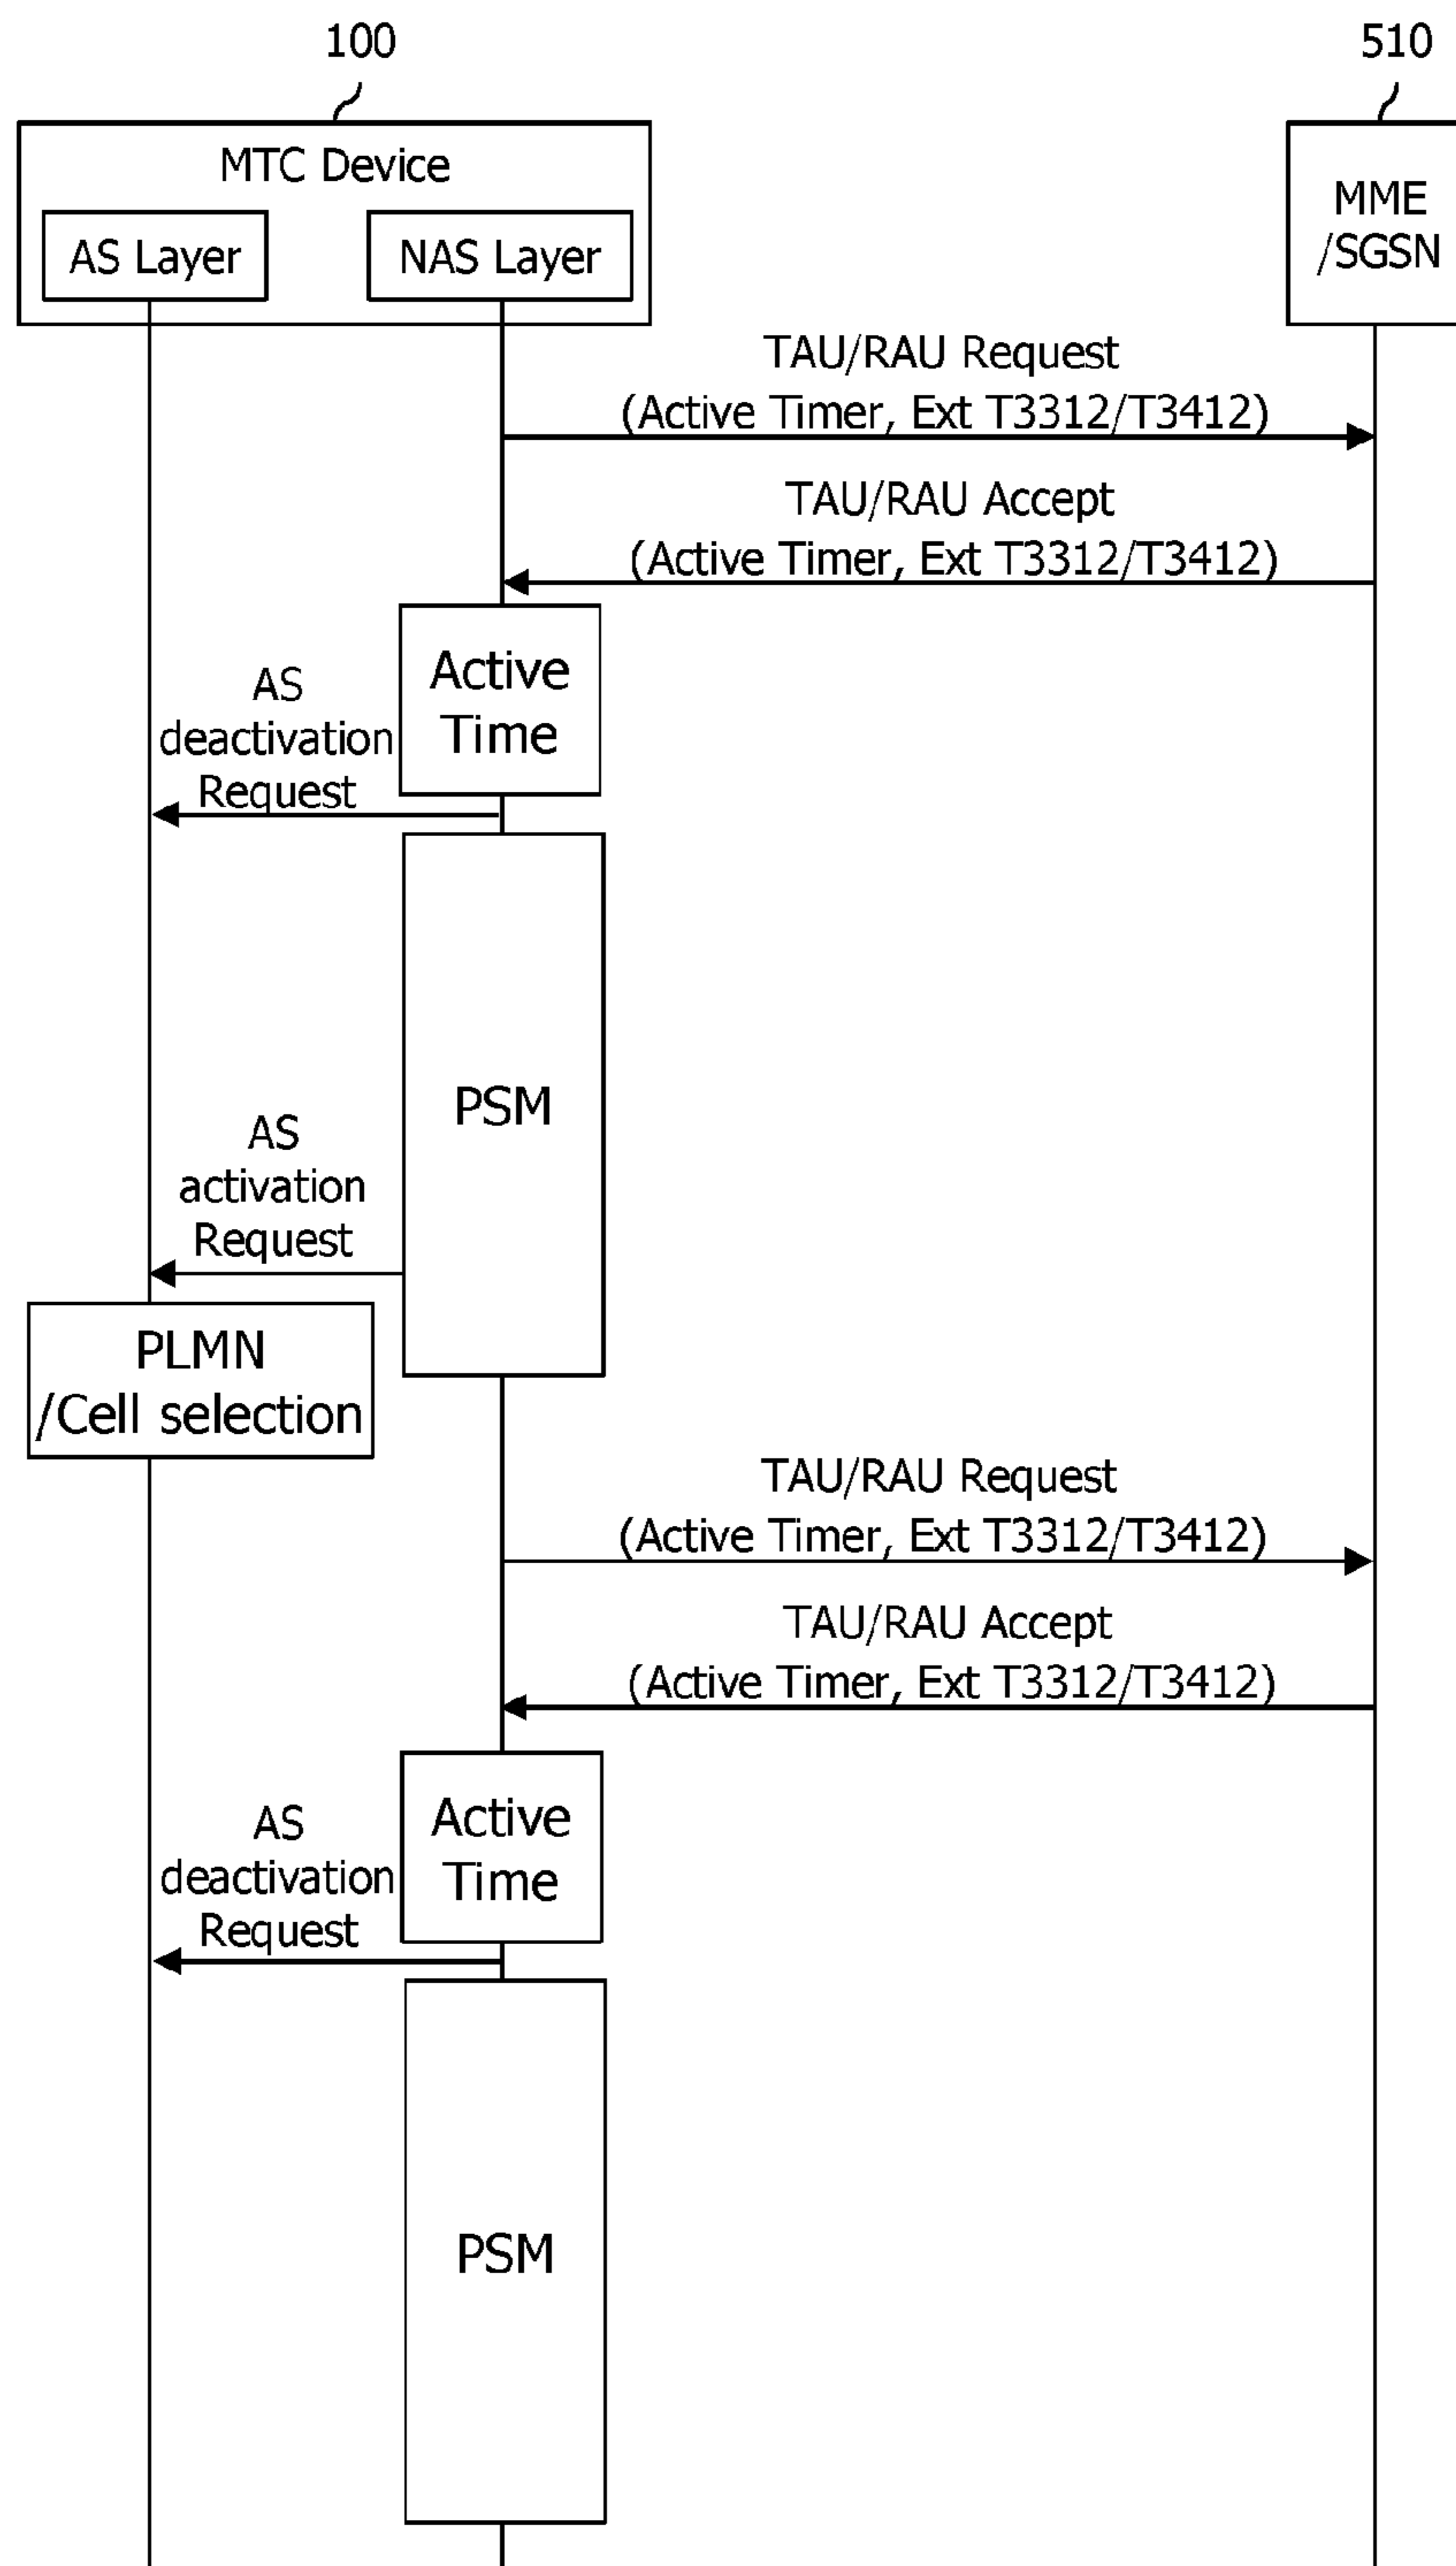 100
510
MTC Device
AS Layer
NAS Layer
MME
/SGSN
TAU/RAU Request
(Active Timer, Ext T3312/T3412)
TAU/RAU Accept
(Active Timer, Ext T3312/T3412)
Active
Time
AS
deactivation
Request
PSM
AS
activation
Request
PLMN
/Cell selection
TAU/RAU Request
(Active Timer, Ext T3312/T3412)
TAU/RAU Accept
(Active Timer, Ext T3312/T3412)
Active
Time
AS
deactivation
Request
PSM